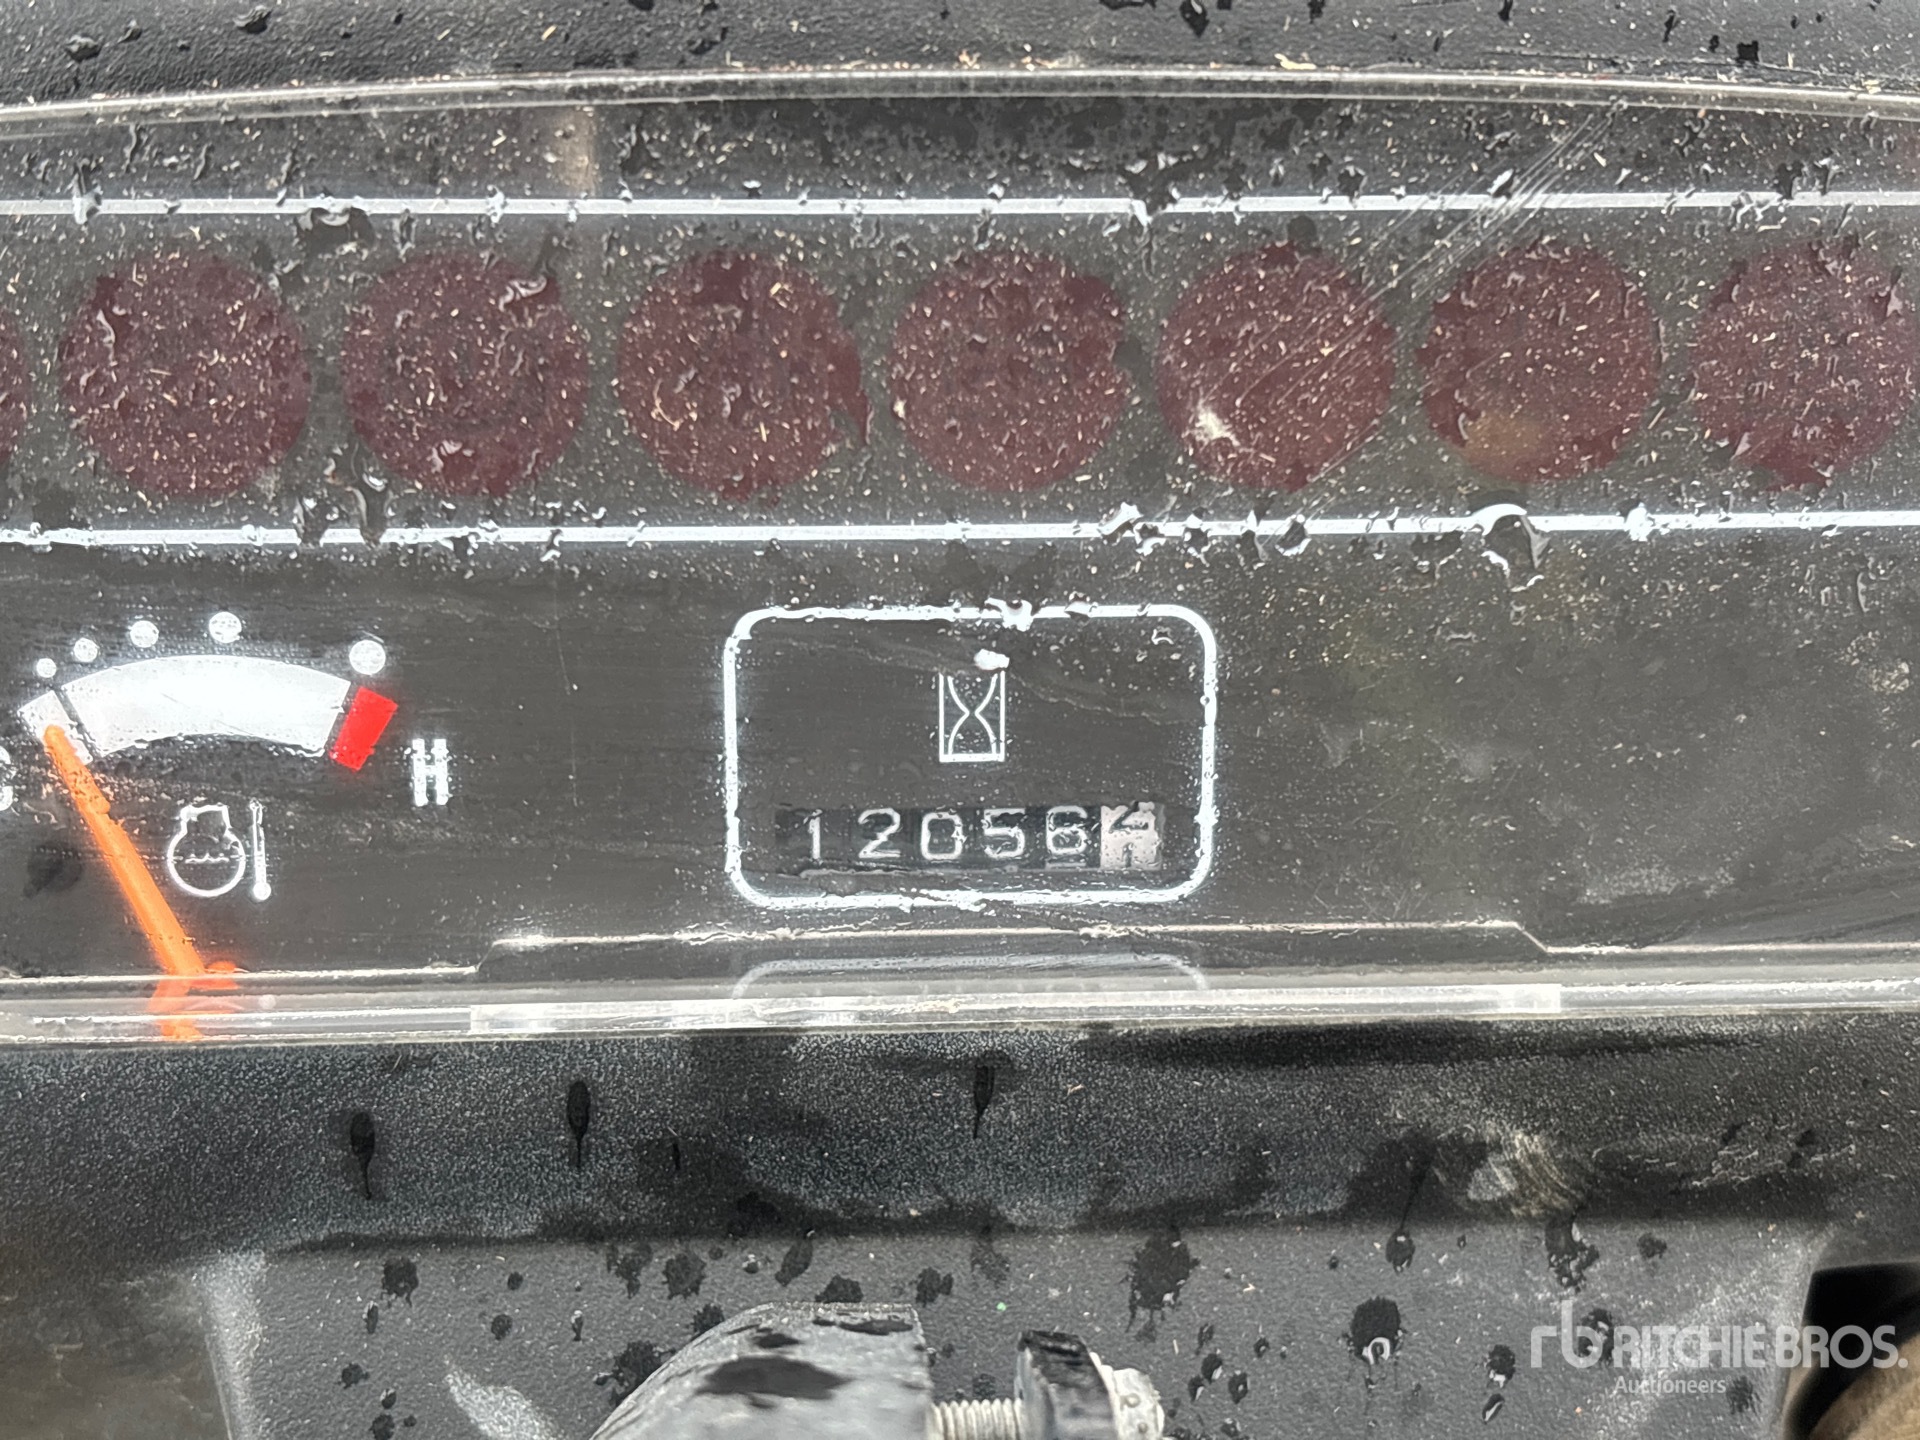 H
12056
RITCHIE BROS.
Auctioneers